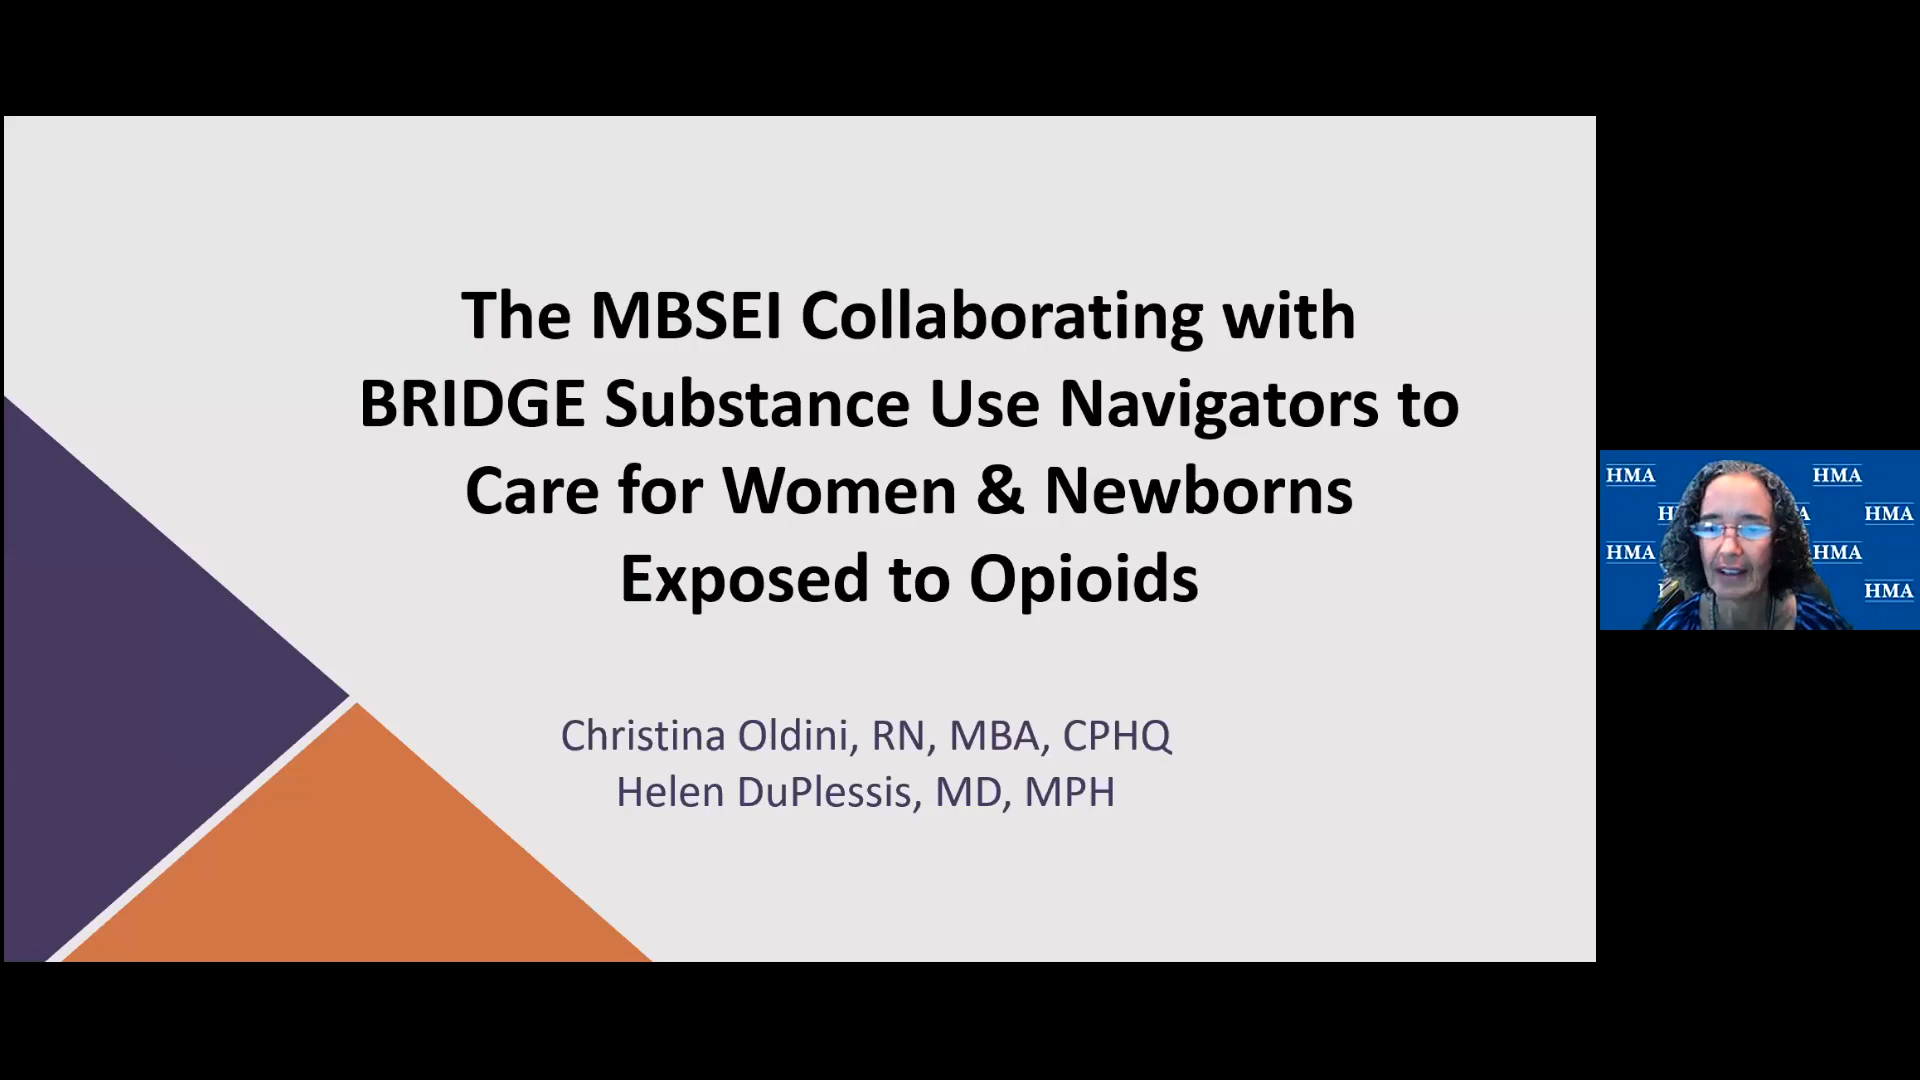 The MBSEI Collaborating with
BRIDGE Substance Use Navigators to
Care for Women & Newborns
Exposed to Opioids
Christina Oldini, RN, MBA, CPHQ
Helen DuPlessis, MD, MPH
HMA HMA
H A HMA
HMA HMA
HMA